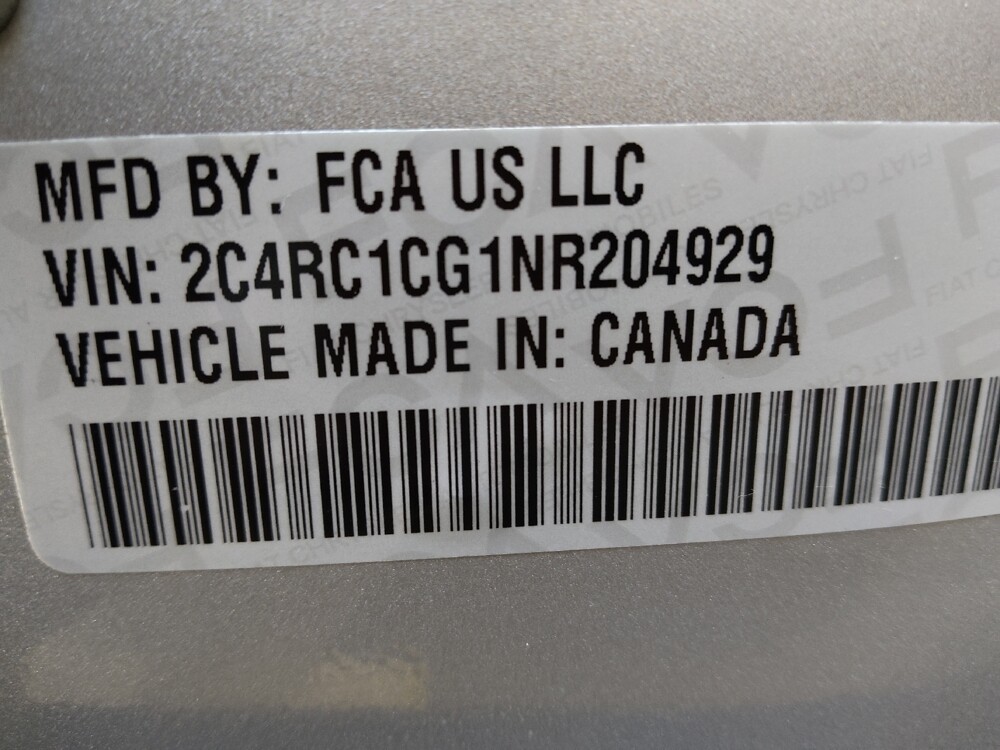 MFD BY: FCA US LLC
VIN: 2C4RC1CG1NR204929
VEHICLE MADE IN: CANADA